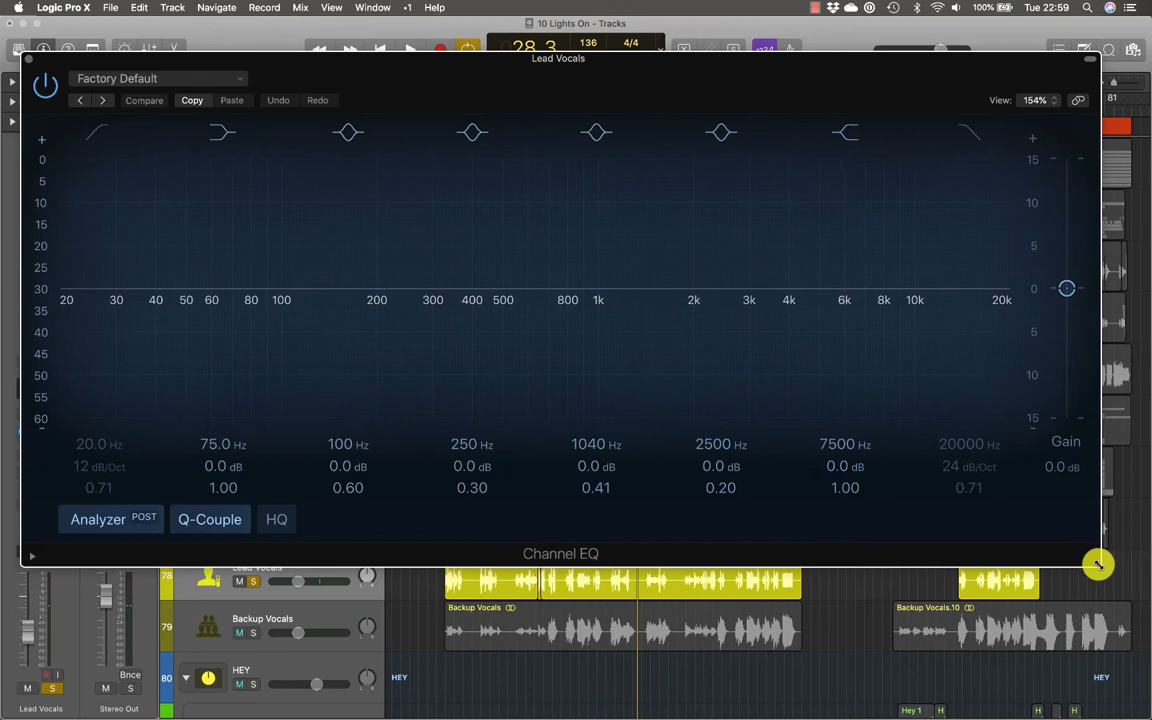 Logic Pro X File Edit Track Navigate Record Mix View Window •1 Help 100% Tue 22:59
10 Lights On - Tracks
28.3 136 4/4
Lead Vocals
Factory Default
Compare Copy Paste Undo Redo View: 154%
81
+ +
0 15
5
10 10
15
20 5
25
30 0
20 30 40 50 60 80 100 200 300 400 500 800 1k 2k 3k 4k 6k 8k 10k 20k
35
40 5
45
50 10
55
60 15
- -
20.0 Hz 75.0 Hz 100 Hz 250 Hz 1040 Hz 2500 Hz 7500 Hz 20000 Hz Gain
12 dB/Oct 0.0 dB 0.0 dB 0.0 dB 0.0 dB 0.0 dB 0.0 dB 24 dB/Oct 0.0 dB
0.71 1.00 0.60 0.30 0.41 0.20 1.00 0.71
Analyzer POST Q-Couple HQ
Channel EQ
78 Lead Vocals
M S
79 Backup Vocals
M S
Backup Vocals
Backup Vocals.10
80 HEY
M S
HEY HEY
R I Bnce
M S M S
Lead Vocals Stereo Out
Hey 1 H H H